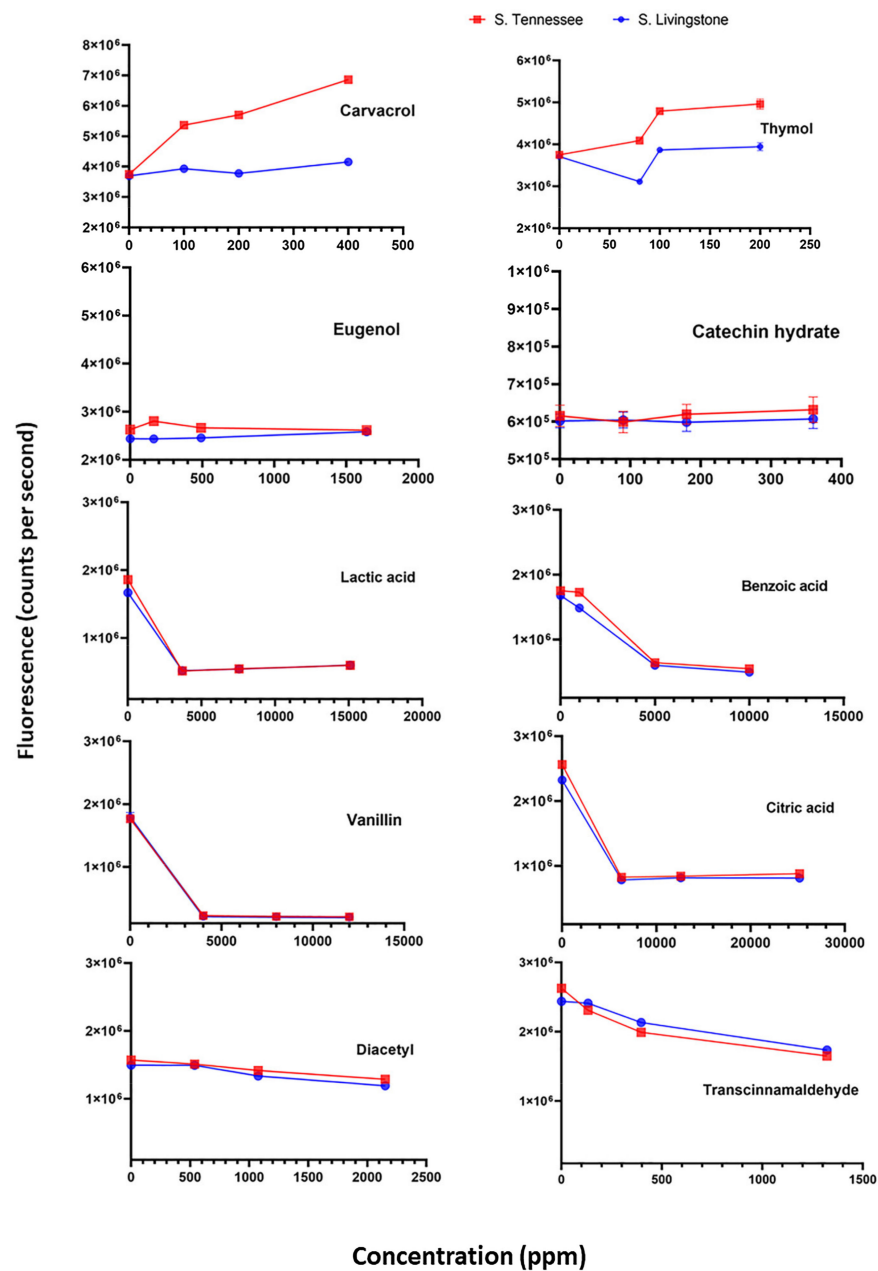 S. Tennessee S. Livingstone
8×10⁶
7×10⁶
6×10⁶
5×10⁶
4×10⁶
3×10⁶
2×10⁶
Carvacrol
0 100 200 300 400 500
6×10⁶
5×10⁶
4×10⁶
3×10⁶
2×10⁶
Thymol
0 50 100 150 200 250
6×10⁶
5×10⁶
4×10⁶
3×10⁶
2×10⁶
Eugenol
0 500 1000 1500 2000
1×10⁶
9×10⁵
8×10⁵
7×10⁵
6×10⁵
5×10⁵
Catechin hydrate
0 100 200 300 400
3×10⁶
2×10⁶
1×10⁶
Lactic acid
0 5000 10000 15000 20000
3×10⁶
2×10⁶
1×10⁶
Benzoic acid
0 5000 10000 15000
3×10⁶
2×10⁶
1×10⁶
Vanillin
0 5000 10000 15000
3×10⁶
2×10⁶
1×10⁶
Citric acid
0 10000 20000 30000
3×10⁶
2×10⁶
1×10⁶
Diacetyl
0 500 1000 1500 2000 2500
3×10⁶
2×10⁶
1×10⁶
Transcinnamaldehyde
0 500 1000 1500
Fluorescence (counts per second)
Concentration (ppm)